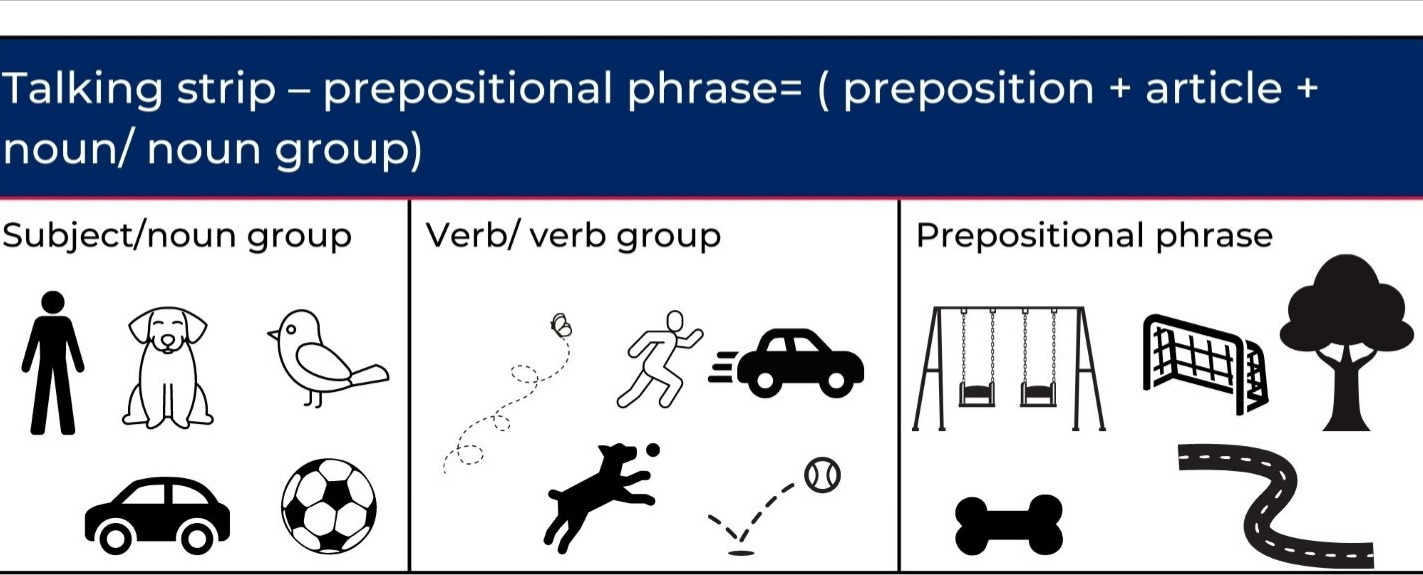 Talking strip – prepositional phrase= ( preposition + article +
noun/ noun group)
Subject/noun group
Verb/ verb group
Prepositional phrase